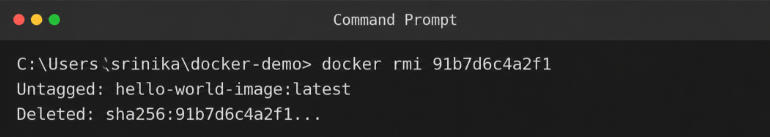 Command Prompt
C:\Users\srinika\docker-demo> docker rmi 91b7d6c4a2f1
Untagged: hello-world-image:latest
Deleted: sha256:91b7d6c4a2f1...